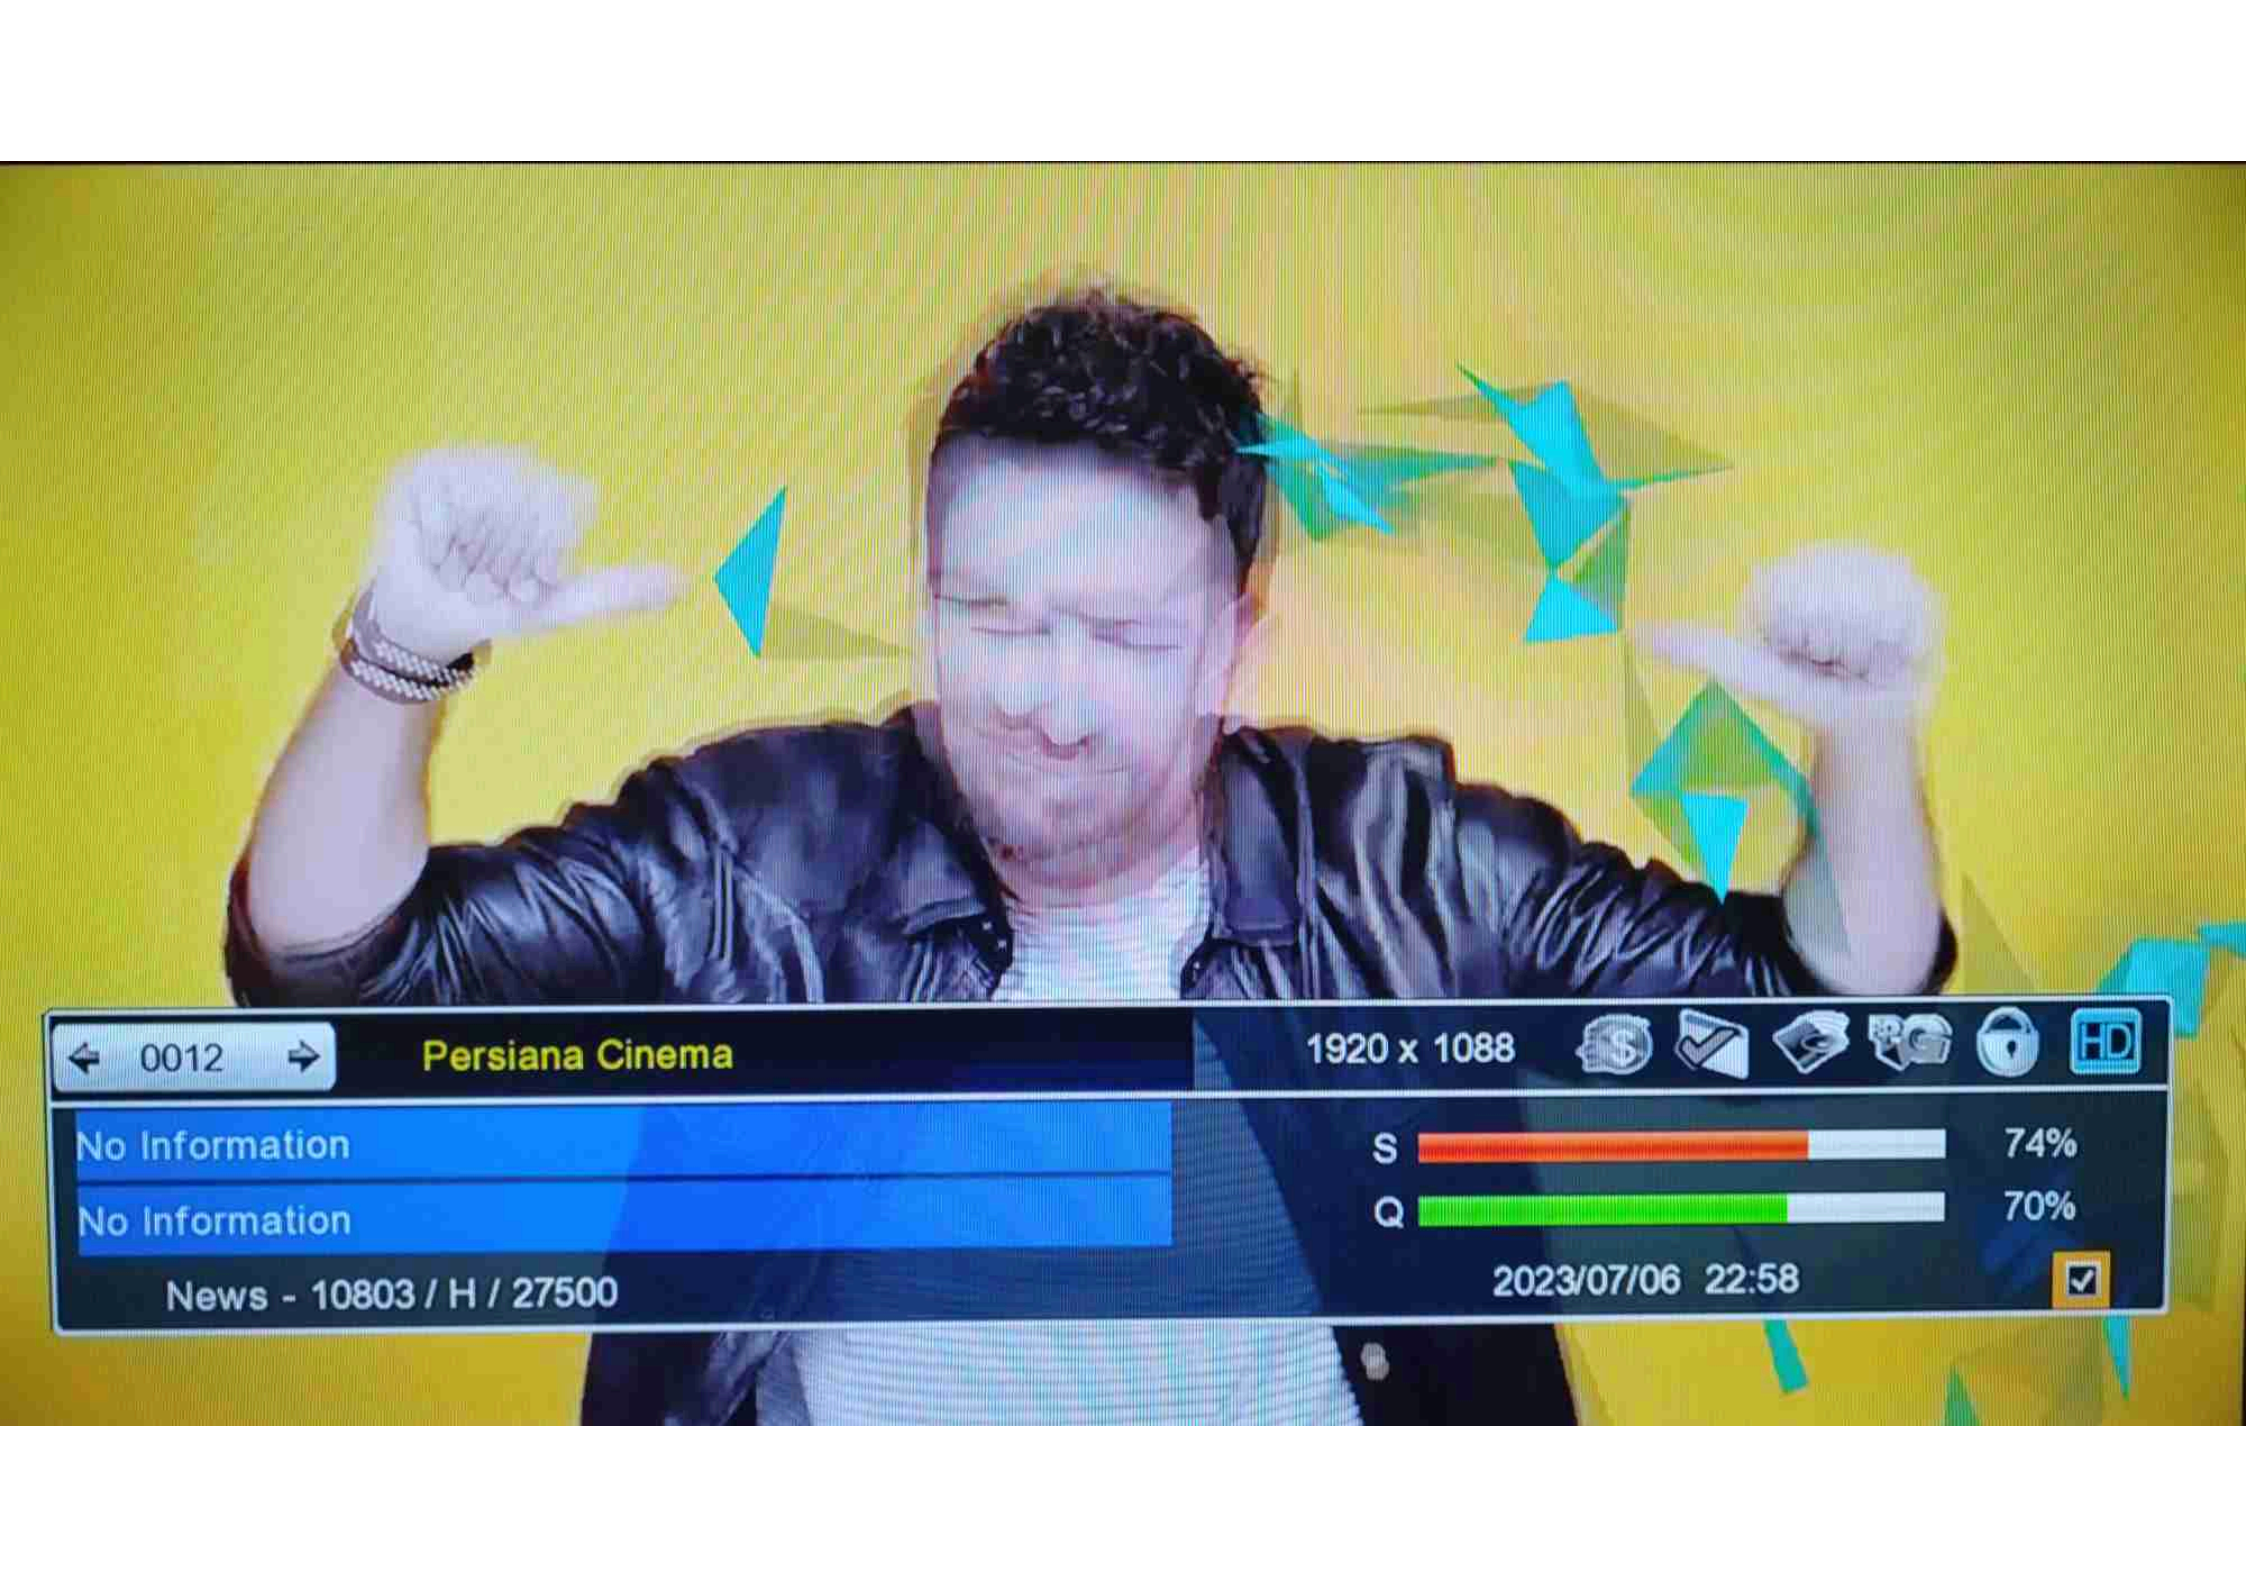 0012
Persiana Cinema
1920 x 1088
$
HD
No Information
No Information
S
74%
Q
70%
News - 10803 / H / 27500
2023/07/06 22:58